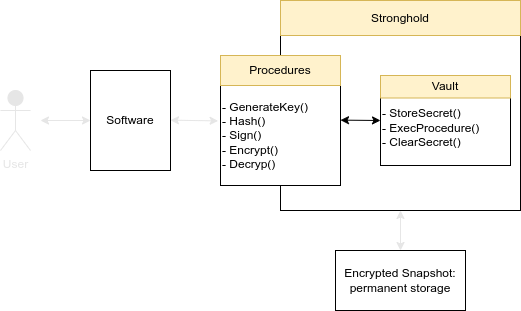 Stronghold
Procedures
- GenerateKey()
- Hash()
- Sign()
- Encrypt()
- Decryp()
Vault
- StoreSecret()
- ExecProcedure()
- ClearSecret()
Software
User
Encrypted Snapshot:
permanent storage